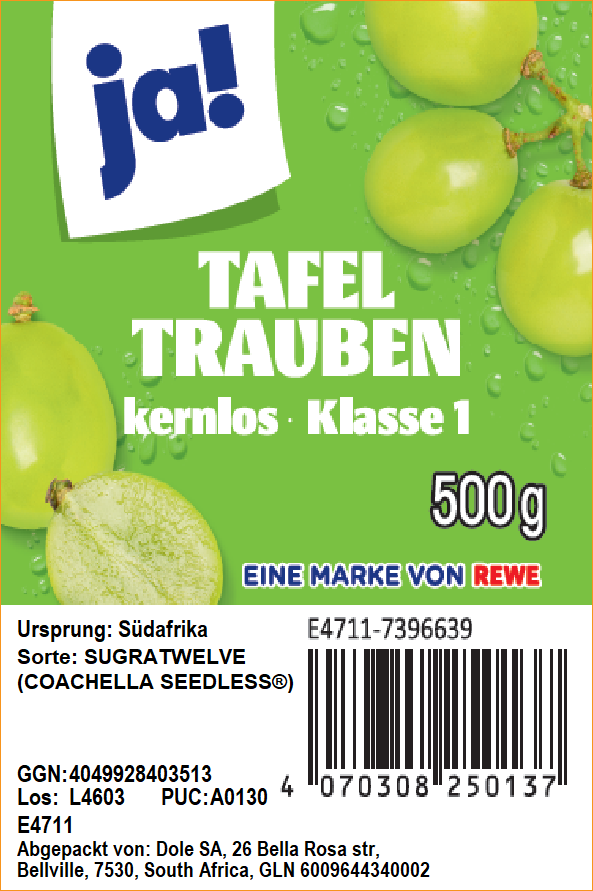 ja!
TAFEL
TRAUBEN
kernlos · Klasse 1
500g
EINE MARKE VON REWE
Ursprung: Südafrika
Sorte: SUGRATWELVE
(COACHELLA SEEDLESS®)
E4711-7396639
4 070308 250137
GGN:4049928403513
Los: L4603 PUC:A0130
E4711
Abgepackt von: Dole SA, 26 Bella Rosa str,
Bellville, 7530, South Africa, GLN 6009644340002